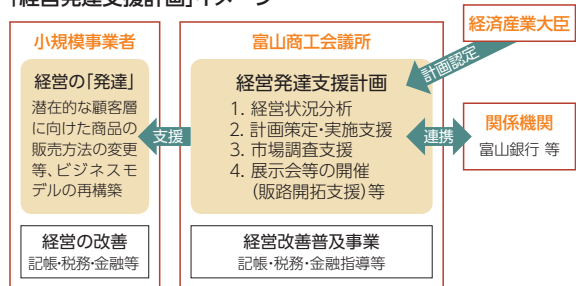 「経営発達支援計画」イメージ
小規模事業者
経営の「発達」
潜在的な顧客層
に向けた商品の
販売方法の変更
等、ビジネスモ
デルの再構築
経営の改善
記帳・税務・金融等
支援
富山商工会議所
経営発達支援計画
1. 経営状況分析
2. 計画策定・実施支援
3. 市場調査支援
4. 展示会等の開催
(販路開拓支援)等
経営改善普及事業
記帳・税務・金融指導等
経済産業大臣
計画認定
連携
関係機関
富山銀行 等